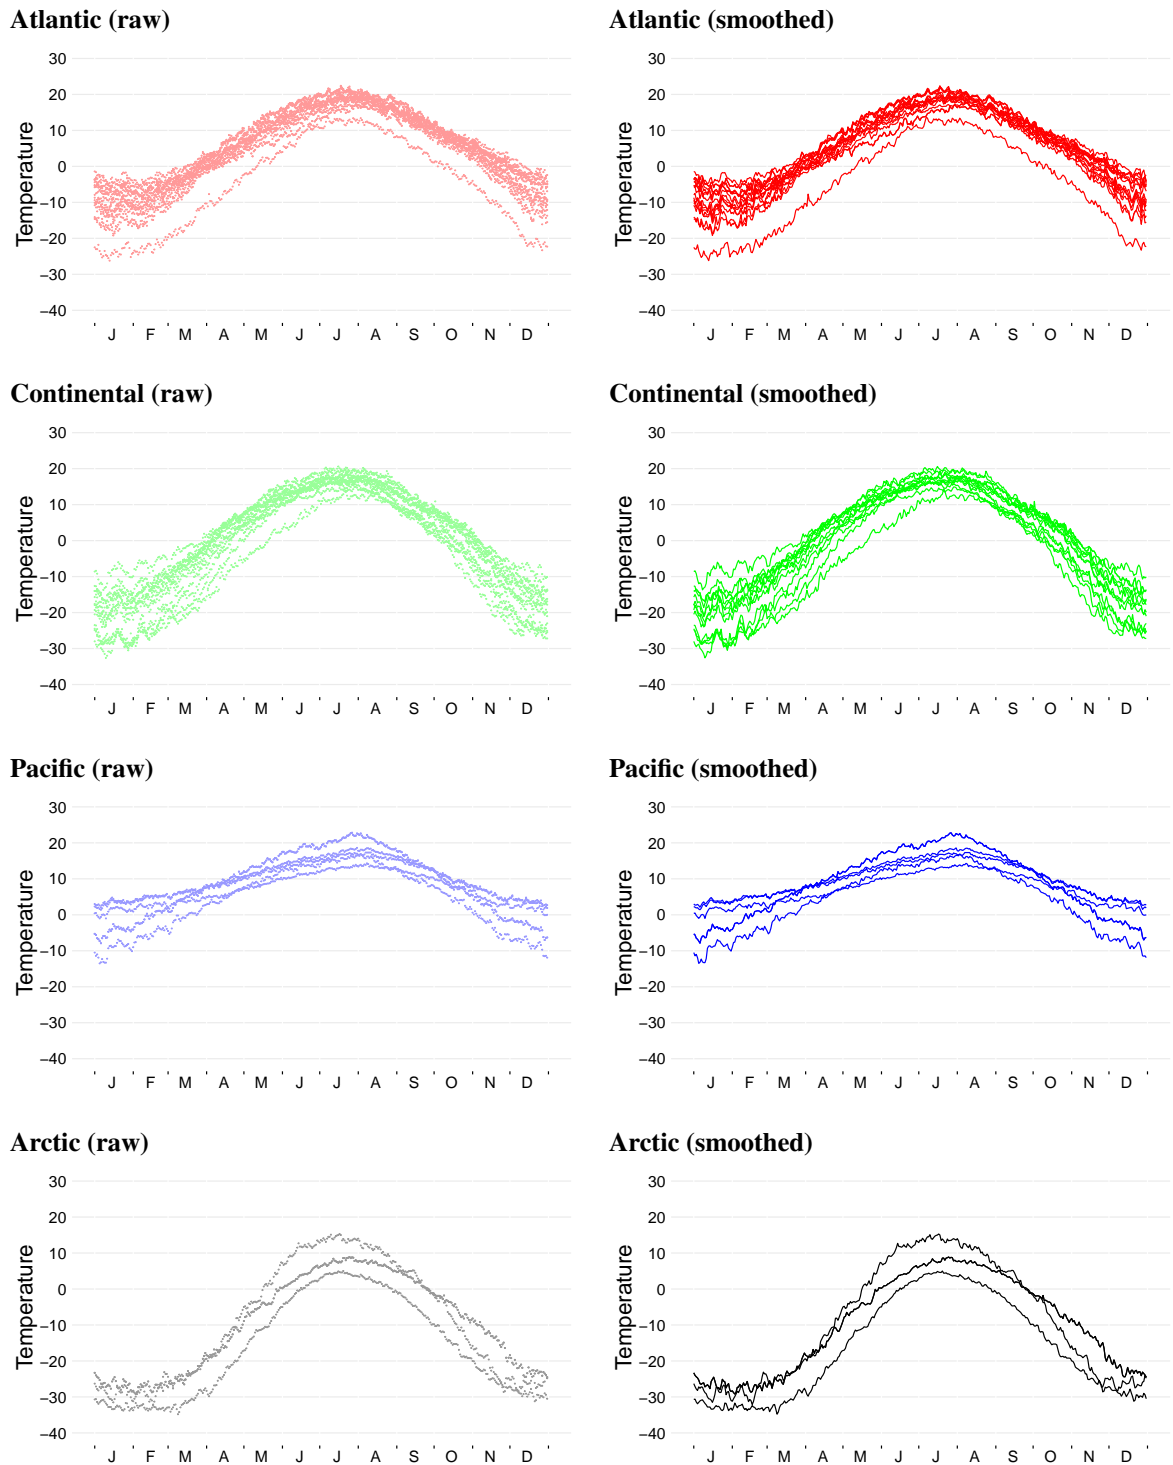 Atlantic (raw)
Atlantic (smoothed)
Temperature
30
20
10
0
−10
−20
−30
−40
J F M A M J J A S O N D
Temperature
30
20
10
0
−10
−20
−30
−40
J F M A M J J A S O N D
Continental (raw)
Continental (smoothed)
Temperature
30
20
10
0
−10
−20
−30
−40
J F M A M J J A S O N D
Temperature
30
20
10
0
−10
−20
−30
−40
J F M A M J J A S O N D
Pacific (raw)
Pacific (smoothed)
Temperature
30
20
10
0
−10
−20
−30
−40
J F M A M J J A S O N D
Temperature
30
20
10
0
−10
−20
−30
−40
J F M A M J J A S O N D
Arctic (raw)
Arctic (smoothed)
Temperature
30
20
10
0
−10
−20
−30
−40
J F M A M J J A S O N D
Temperature
30
20
10
0
−10
−20
−30
−40
J F M A M J J A S O N D